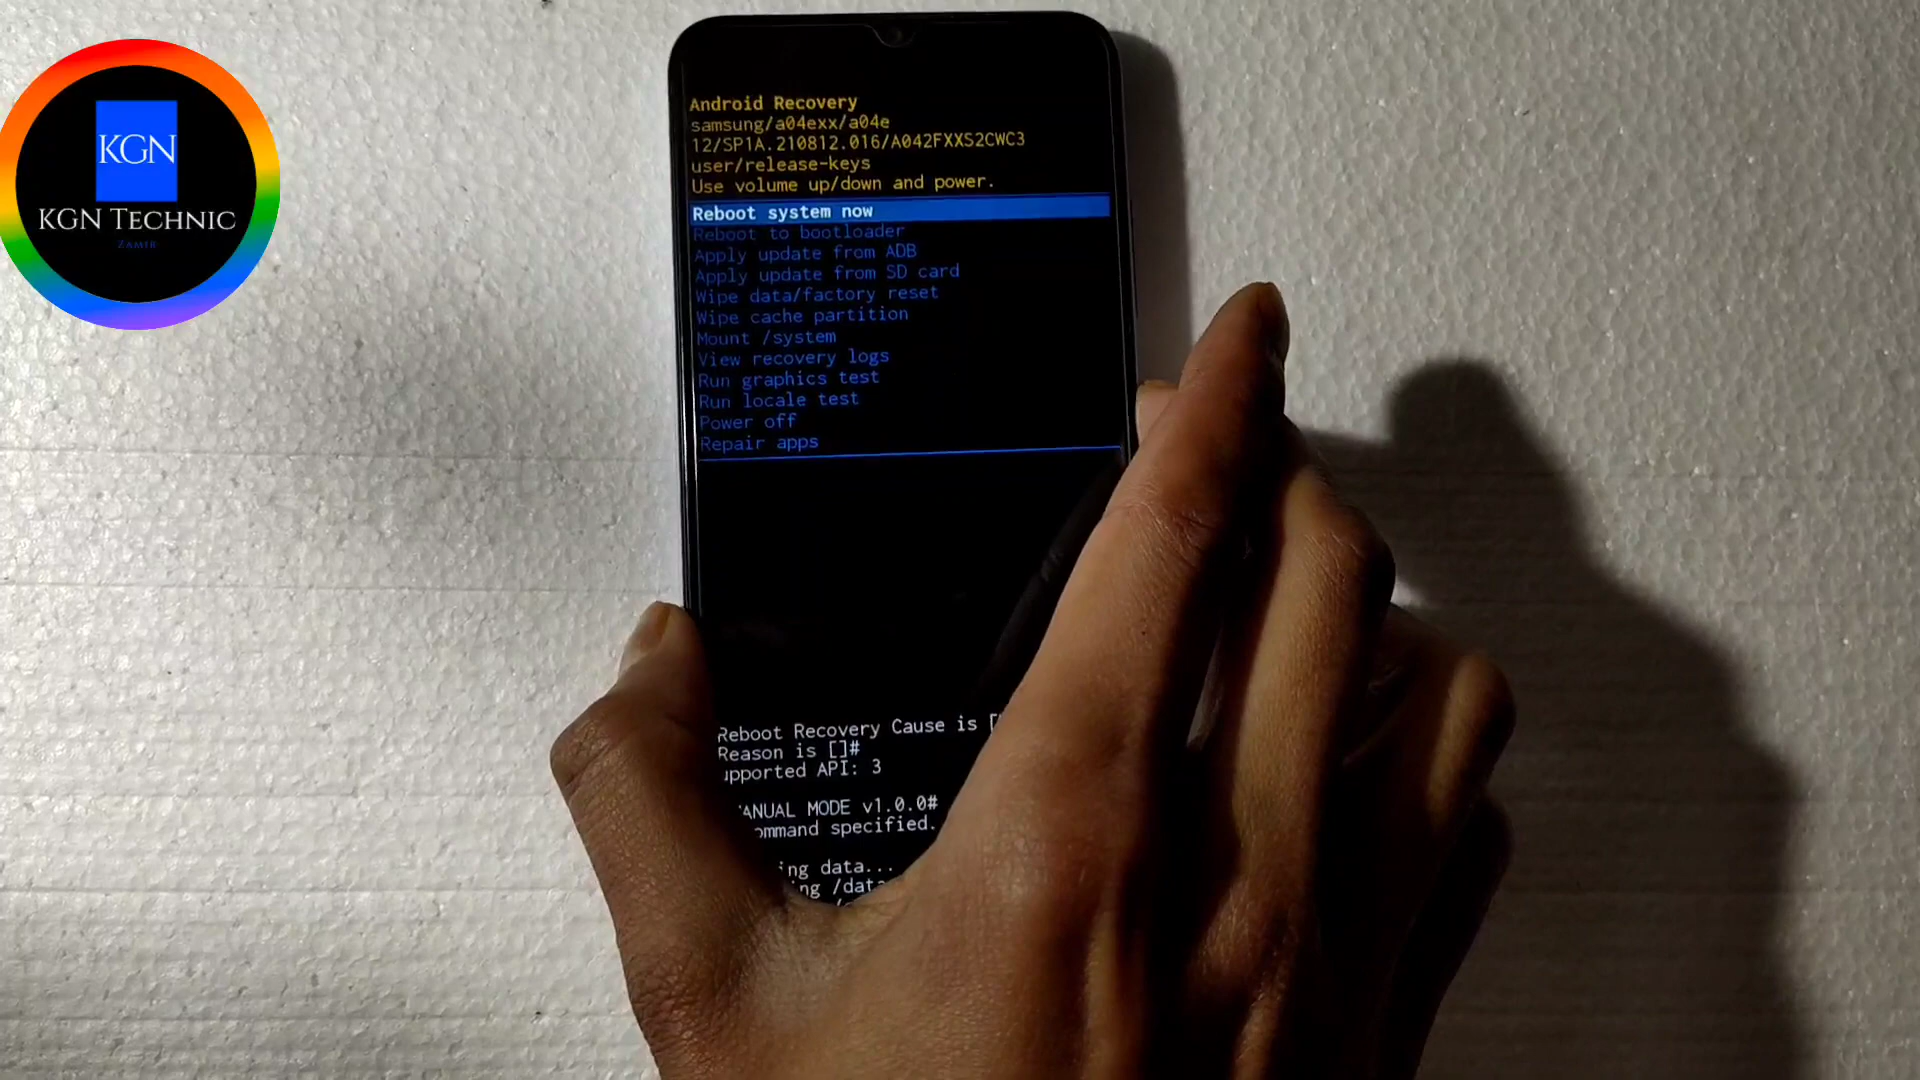 KGN
KGN TECHNIC
ZAMIR
Android Recovery
samsung/a04exx/a04e
12/SP1A.210812.016/A042FXXS2CWC3
user/release-keys
Use volume up/down and power.
Reboot system now
Reboot to bootloader
Apply update from ADB
Apply update from SD card
Wipe data/factory reset
Wipe cache partition
Mount /system
View recovery logs
Run graphics test
Run locale test
Power off
Repair apps
Reboot Recovery Cause is [
Reason is []#
upported API: 3
ANUAL MODE v1.0.0#
ommand specified.
ing data...
ng /data